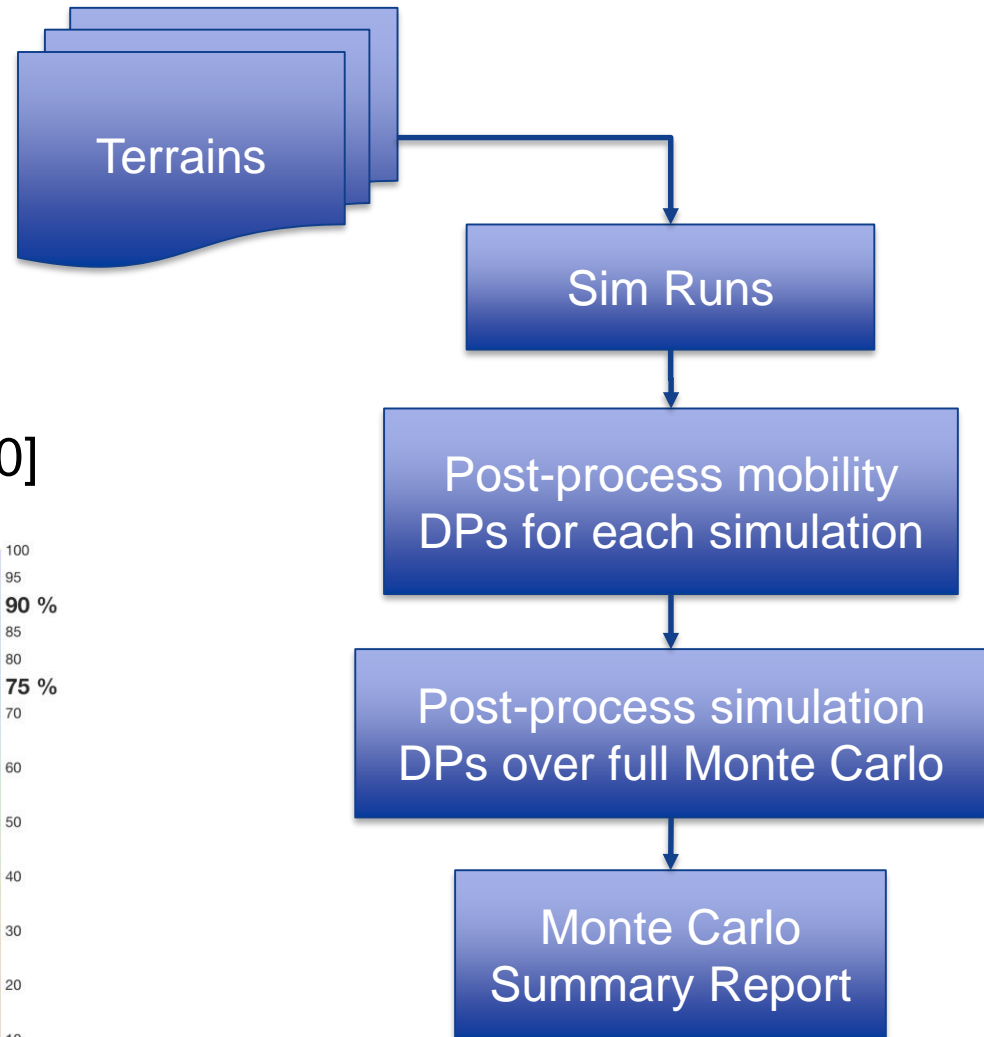 Terrains
Sim Runs
Post-process mobility
DPs for each simulation
Post-process simulation
DPs over full Monte Carlo
Monte Carlo
Summary Report
0]
100
95
90 %
85
80
75 %
70
60
50
40
30
20